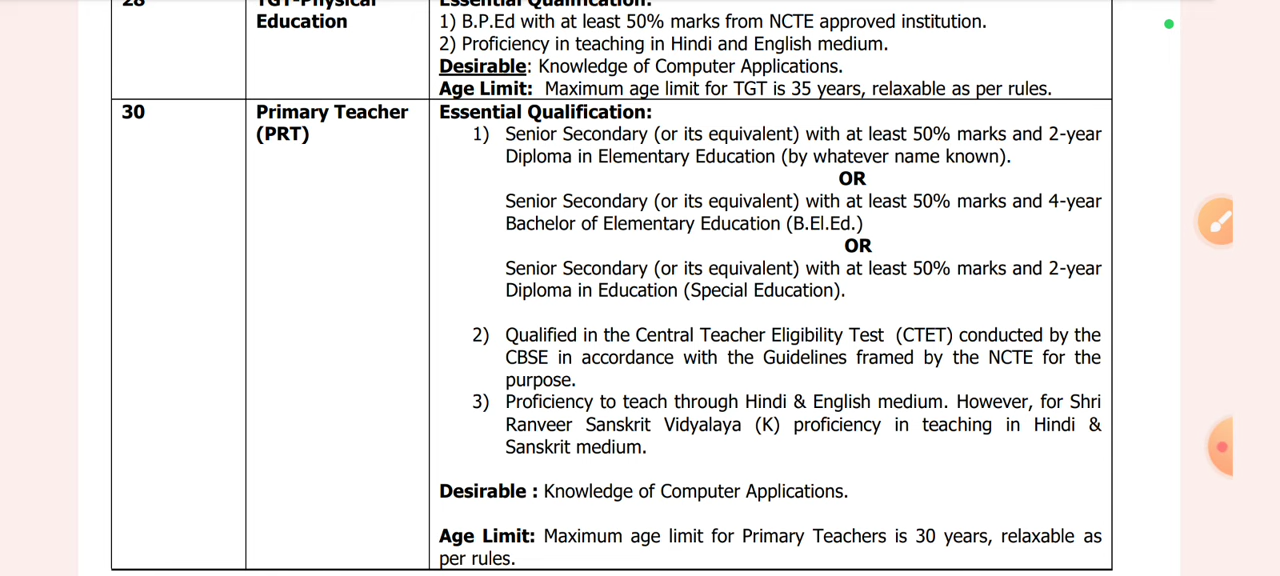 28
TGT-Physical
Education
Essential Qualification:
1) B.P.Ed with at least 50% marks from NCTE approved institution.
2) Proficiency in teaching in Hindi and English medium.
Desirable: Knowledge of Computer Applications.
Age Limit: Maximum age limit for TGT is 35 years, relaxable as per rules.
30
Primary Teacher
(PRT)
Essential Qualification:
1) Senior Secondary (or its equivalent) with at least 50% marks and 2-year
Diploma in Elementary Education (by whatever name known).
OR
Senior Secondary (or its equivalent) with at least 50% marks and 4-year
Bachelor of Elementary Education (B.El.Ed.)
OR
Senior Secondary (or its equivalent) with at least 50% marks and 2-year
Diploma in Education (Special Education).
2) Qualified in the Central Teacher Eligibility Test (CTET) conducted by the
CBSE in accordance with the Guidelines framed by the NCTE for the
purpose.
3) Proficiency to teach through Hindi & English medium. However, for Shri
Ranveer Sanskrit Vidyalaya (K) proficiency in teaching in Hindi &
Sanskrit medium.
Desirable : Knowledge of Computer Applications.
Age Limit: Maximum age limit for Primary Teachers is 30 years, relaxable as
per rules.